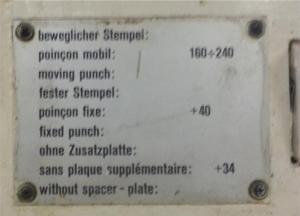 beweglicher Stempel:
poinçon mobil: 160÷240
moving punch:
fester Stempel:
poinçon fixe: +40
fixed punch:
ohne Zusatzplatte:
sans plaque supplémentaire: +34
without spacer - plate: